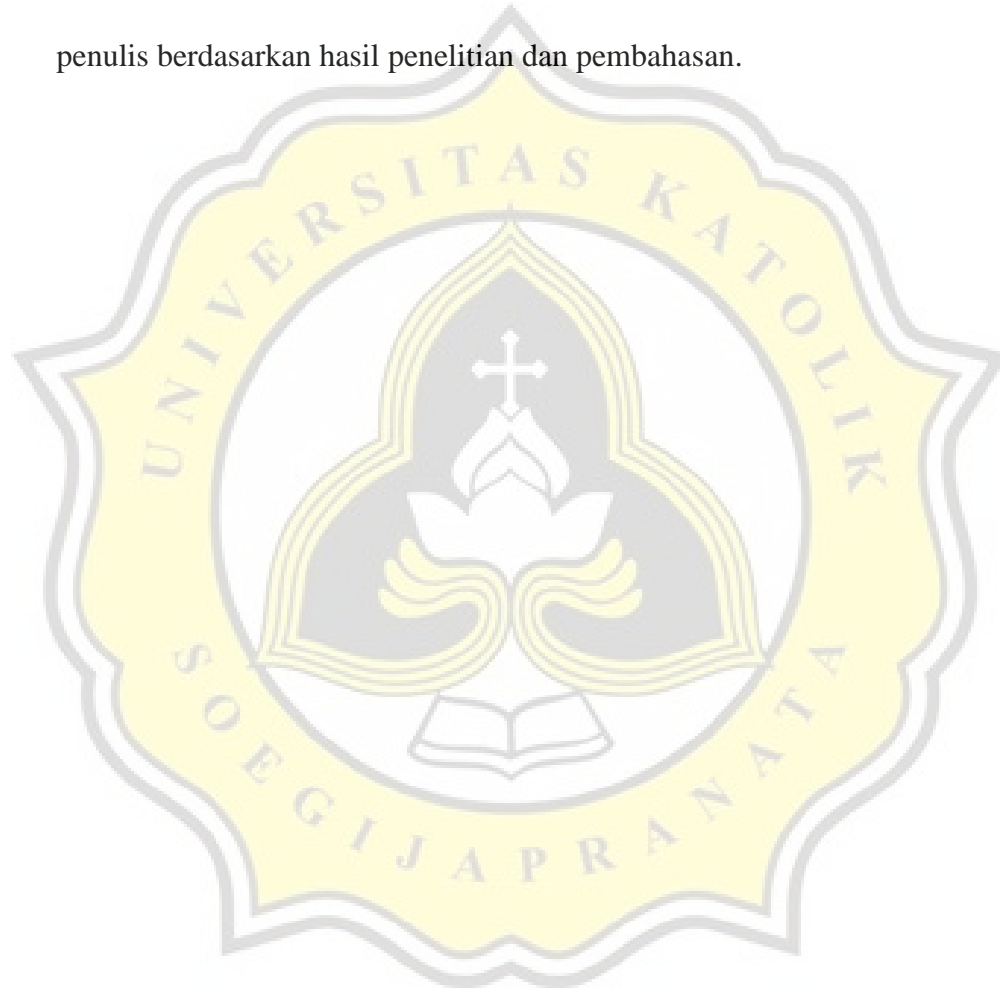 penulis berdasarkan hasil penelitian dan pembahasan.
UNIVERSITAS KATOLIK
SOEGIJAPRANATA